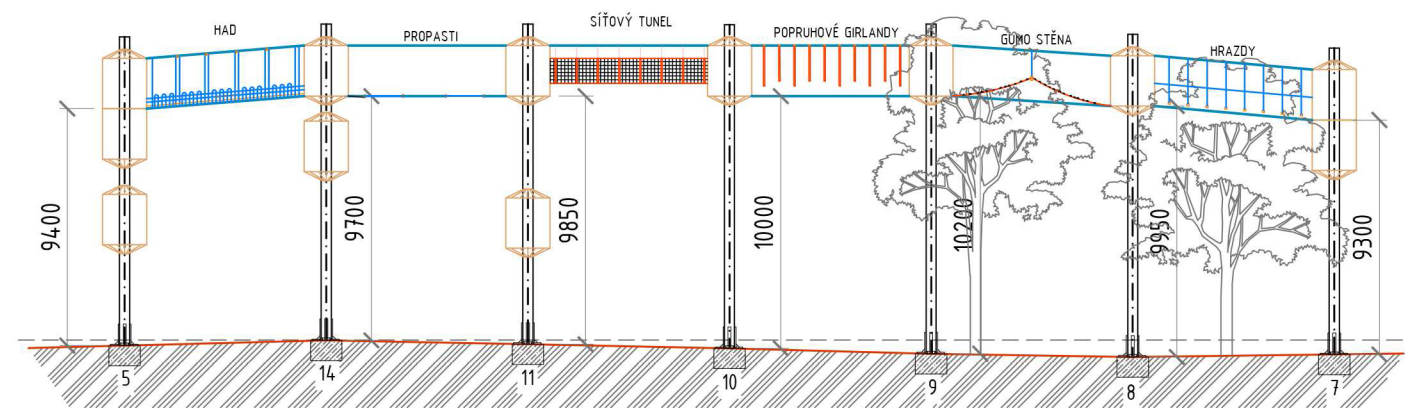 HAD
PROPASTI
SÍŤOVÝ TUNEL
POPRUHOVÉ GIRLANDY
GUMO STĚNA
HRAZDY
9400
9700
9850
10000
10200
9950
9300
5
14
11
10
9
8
7